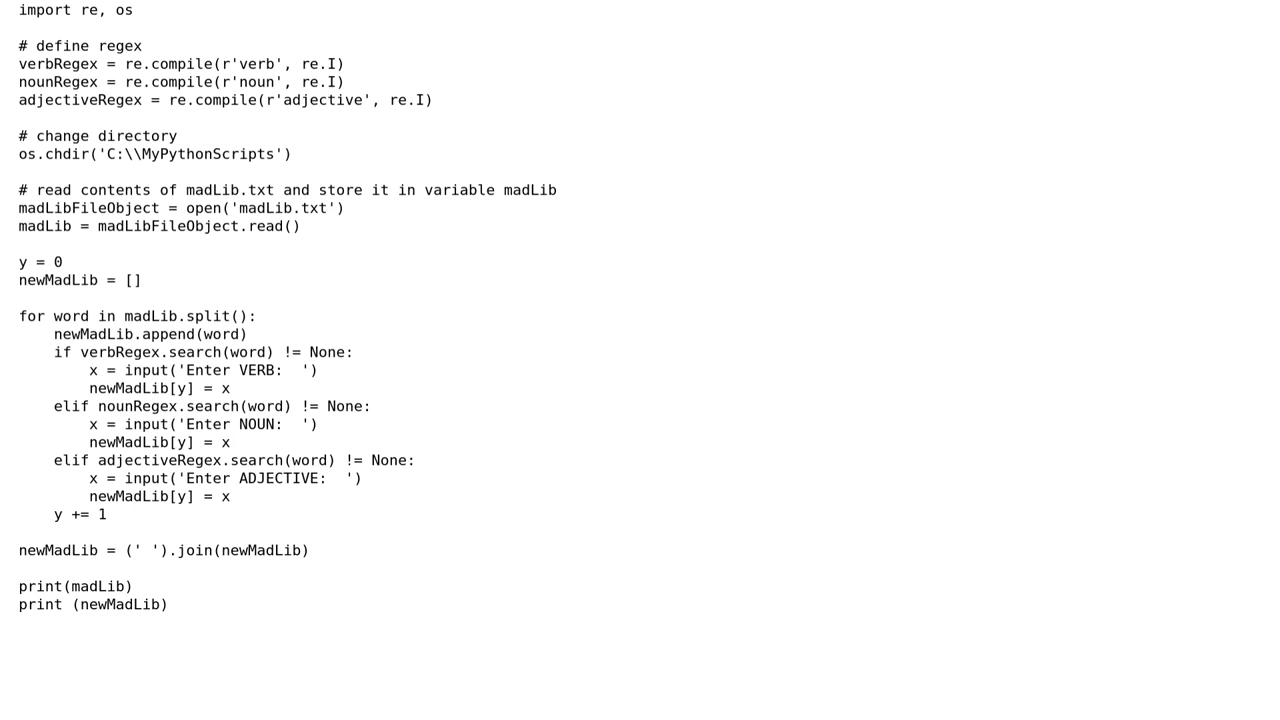 import re, os

# define regex
verbRegex = re.compile(r'verb', re.I)
nounRegex = re.compile(r'noun', re.I)
adjectiveRegex = re.compile(r'adjective', re.I)

# change directory
os.chdir('C:\\MyPythonScripts')

# read contents of madLib.txt and store it in variable madLib
madLibFileObject = open('madLib.txt')
madLib = madLibFileObject.read()

y = 0
newMadLib = []

for word in madLib.split():
    newMadLib.append(word)
    if verbRegex.search(word) != None:
        x = input('Enter VERB:  ')
        newMadLib[y] = x
    elif nounRegex.search(word) != None:
        x = input('Enter NOUN:  ')
        newMadLib[y] = x
    elif adjectiveRegex.search(word) != None:
        x = input('Enter ADJECTIVE:  ')
        newMadLib[y] = x
    y += 1

newMadLib = (' ').join(newMadLib)

print(madLib)
print (newMadLib)